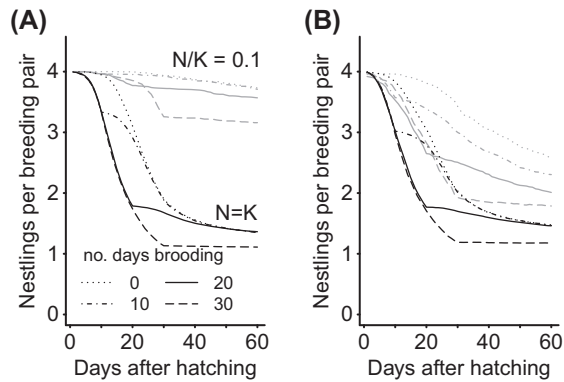 (A)
N/K = 0.1
N=K
Nestlings per breeding pair
4
3
2
1
0
no. days brooding
0 20
10 30
0 20 40 60
Days after hatching
(B)
Nestlings per breeding pair
4
3
2
1
0
0 20 40 60
Days after hatching